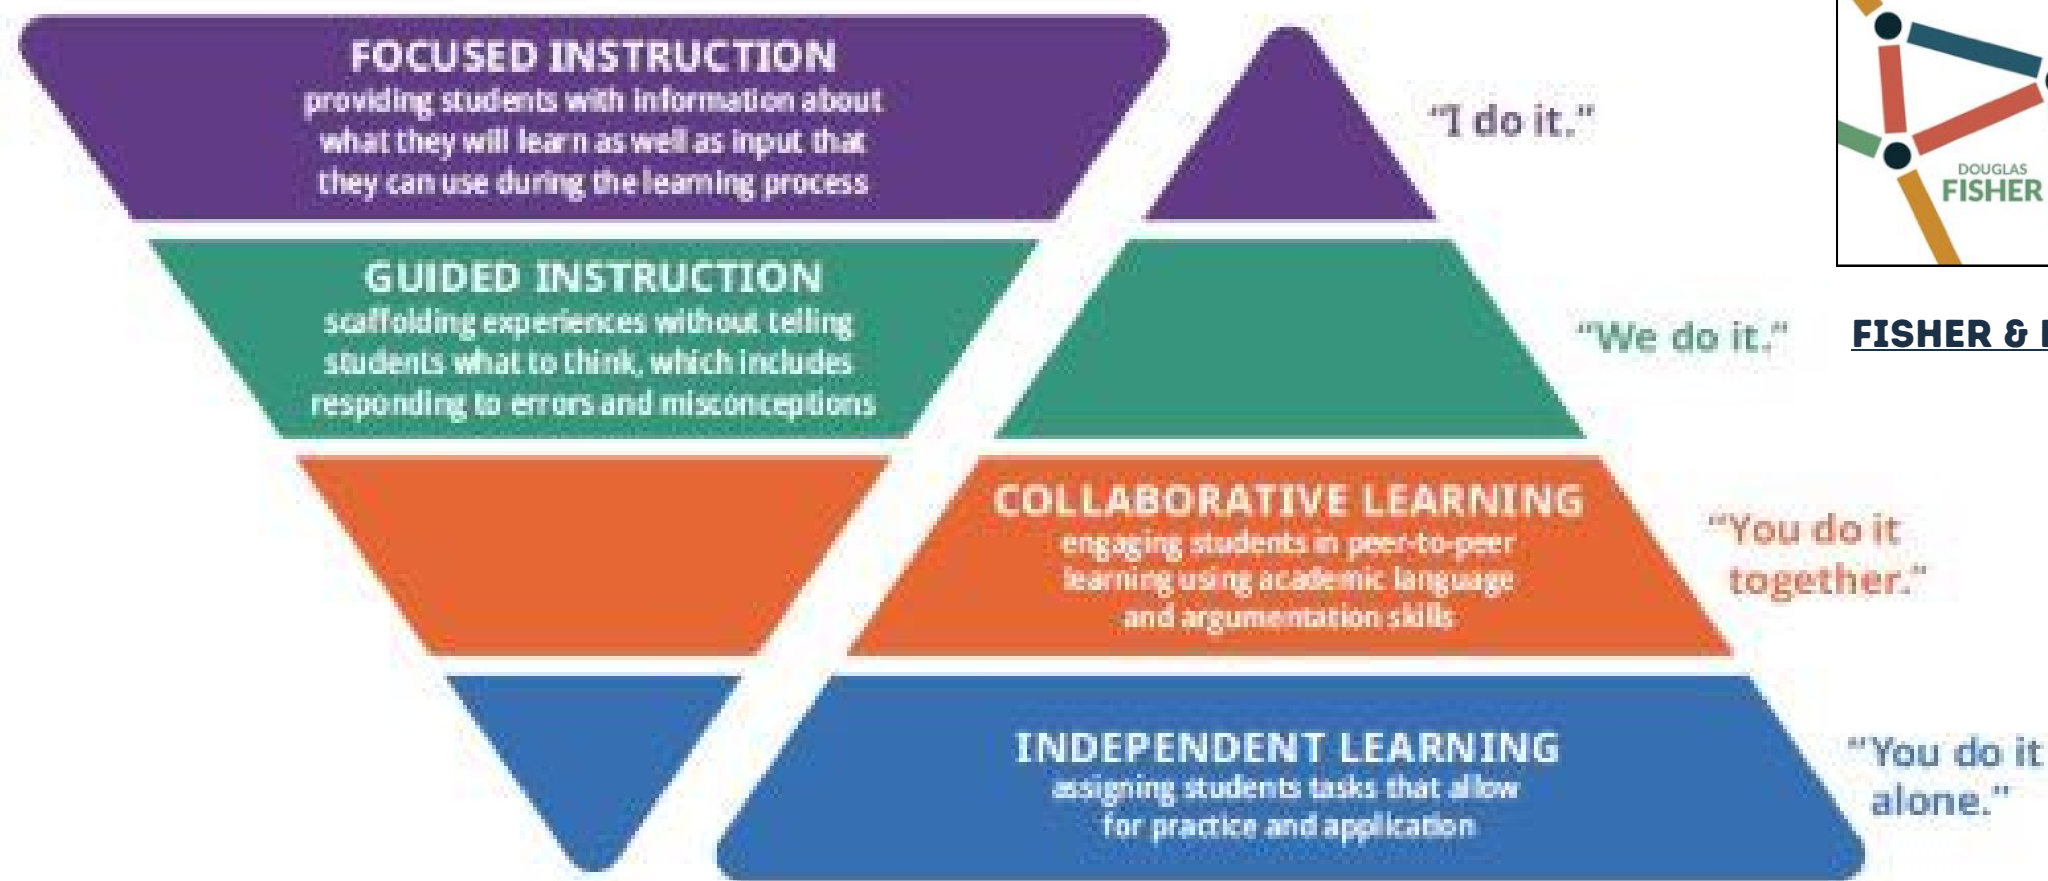 FOCUSED INSTRUCTION
providing students with information about
what they will learn as well as input that
they can use during the learning process
"I do it."
DOUGLAS
FISHER
GUIDED INSTRUCTION
scaffolding experiences without telling
students what to think, which includes
responding to errors and misconceptions
"We do it."
FISHER &
COLLABORATIVE LEARNING
engaging students in peer-to-peer
learning using academic language
and argumentation skills
"You do it
together."
INDEPENDENT LEARNING
assigning students tasks that allow
for practice and application
"You do it
alone."